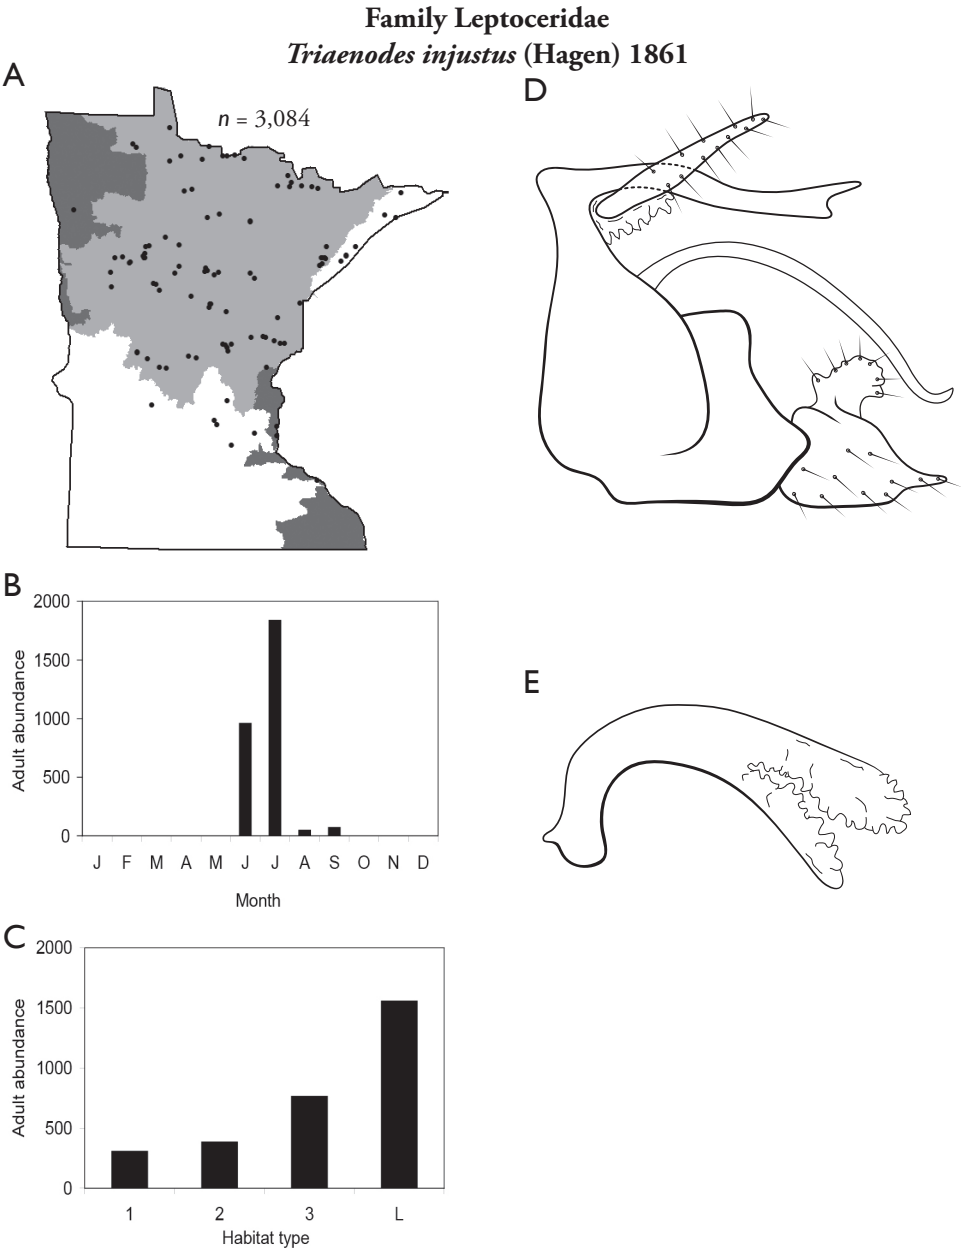 Family Leptoceridae
Triaenodes injustus (Hagen) 1861
A
n = 3,084
D
B
2000
1500
1000
500
0
Adult abundance
J F M A M J J A S O N D
Month
E
C
2000
1500
1000
500
0
Adult abundance
1 2 3 L
Habitat type